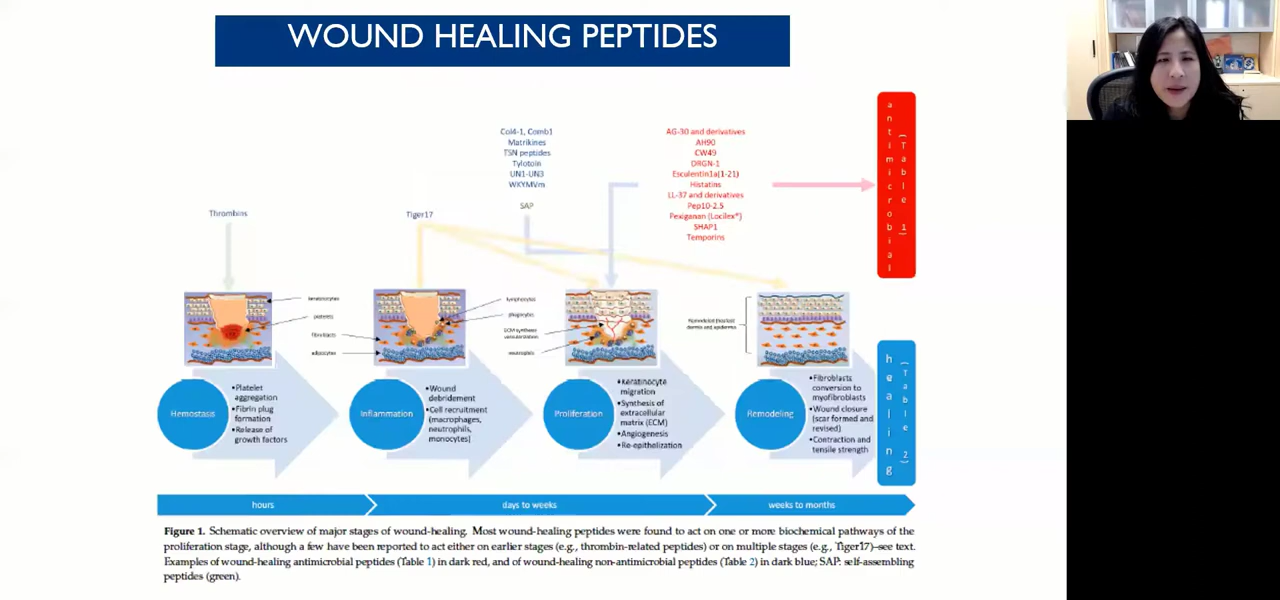 WOUND HEALING PEPTIDES
Col4-1, Comb1
Matrikines
TSN peptides
Tylotoin
UN1-UN3
WKYMVm
SAP
AG-30 and derivatives
AH90
CW49
DRGN-1
Esculentin1a(1-21)
Histatins
LL-37 and derivatives
Pep10-2.5
Pexiganan (Locilex®)
SHAP1
Temporins
antimicrobial
(Table 1)
Thrombins
Tiger17
keratinocytes
platelets
fibroblasts
adipocytes
lymphocytes
phagocytes
ECM synthesis
vascularization
neutrophils
dermis and epidermis
Hemostasis
•Platelet
aggregation
•Fibrin plug
formation
•Release of
growth factors
Inflammation
•Wound
debridement
•Cell recruitment
(macrophages,
neutrophils,
monocytes)
Proliferation
•Keratinocyte
migration
•Synthesis of
extracellular
matrix (ECM)
•Angiogenesis
•Re-epithelization
Remodeling
•Fibroblasts
conversion to
myofibroblasts
•Wound closure
(scar formed and
revised)
•Contraction and
tensile strength
healing
(Table 2)
hours
days to weeks
weeks to months
Figure 1. Schematic overview of major stages of wound-healing. Most wound-healing peptides were found to act on one or more biochemical pathways of the
proliferation stage, although a few have been reported to act either on earlier stages (e.g., thrombin-related peptides) or on multiple stages (e.g., Tiger17)–see text.
Examples of wound-healing antimicrobial peptides (Table 1) in dark red, and of wound-healing non-antimicrobial peptides (Table 2) in dark blue; SAP: self-assembling
peptides (green).